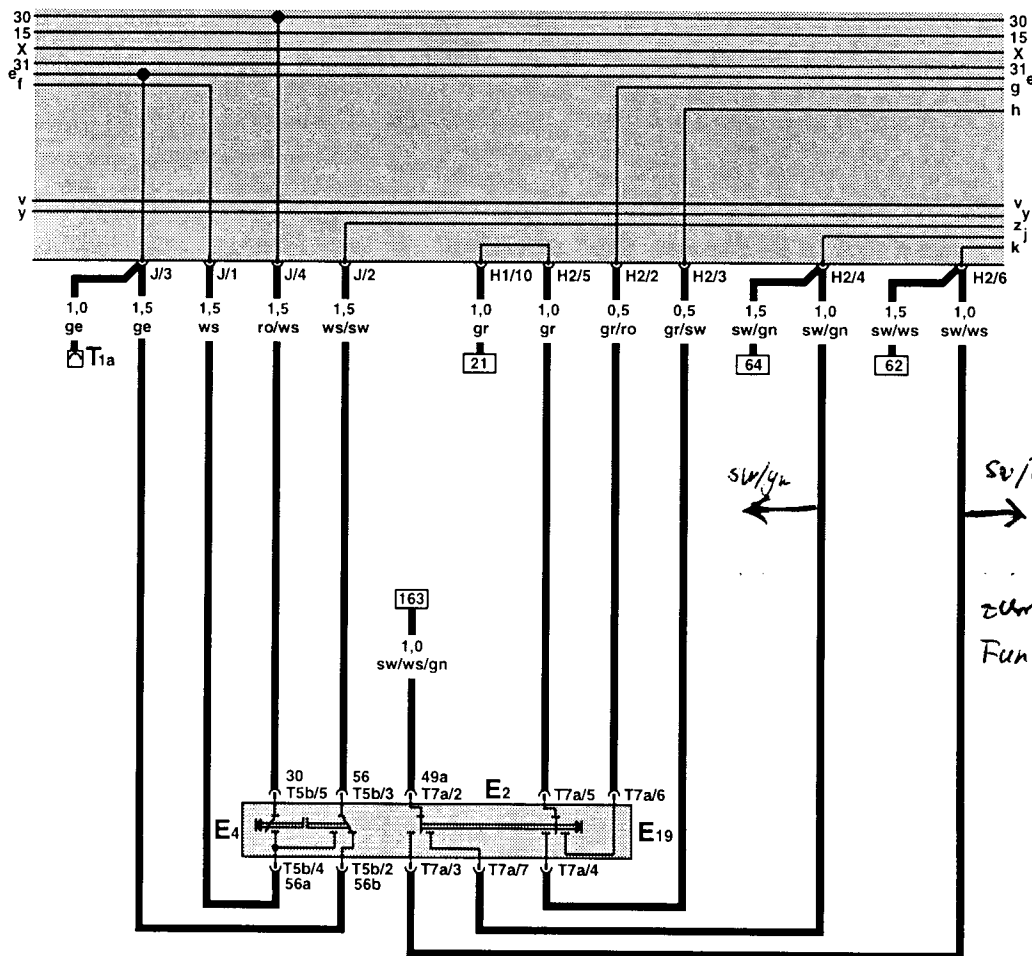 30 30
15 15
X X
31 31
e e
f g
h
v v
y y
z
j
k
J/3 J/1 J/4 J/2 H1/10 H2/5 H2/2 H2/3 H2/4 H2/6
1,0 1,5 1,5 1,5 1,5 1,0 1,0 0,5 0,5 1,5 1,0 1,5 1,0
ge ge ws ro/ws ws/sw gr gr gr/ro gr/sw sw/gn sw/gn sw/ws sw/ws
T1a 21 64 62
sw/gn
163
zum
1,0
sw/ws/gn
Fun
30 56 49a E2
T5b/5 T5b/3 T7a/2 T7a/5 T7a/6
E4 E19
T5b/4 T5b/2 T7a/3 T7a/7 T7a/4
56a 56b